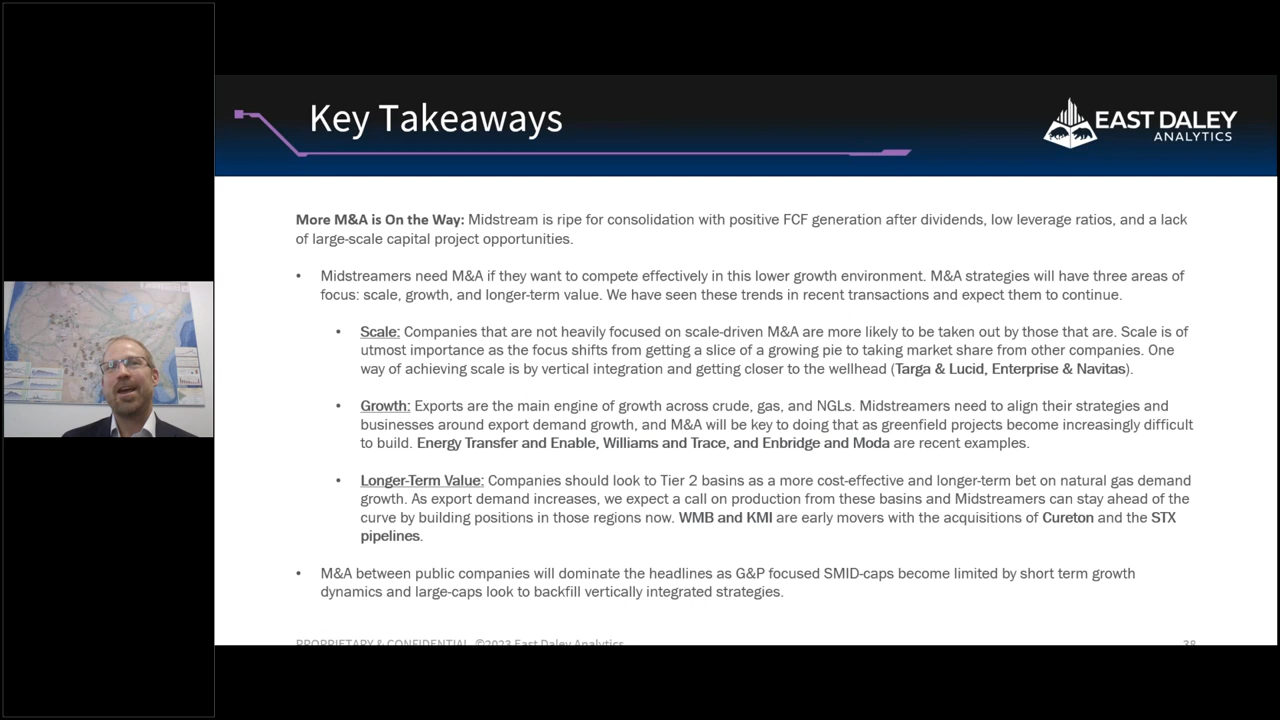 Key Takeaways
EAST DALEY
ANALYTICS
More M&A is On the Way: Midstream is ripe for consolidation with positive FCF generation after dividends, low leverage ratios, and a lack
of large-scale capital project opportunities.
• Midstreamers need M&A if they want to compete effectively in this lower growth environment. M&A strategies will have three areas of
focus: scale, growth, and longer-term value. We have seen these trends in recent transactions and expect them to continue.
• Scale: Companies that are not heavily focused on scale-driven M&A are more likely to be taken out by those that are. Scale is of
utmost importance as the focus shifts from getting a slice of a growing pie to taking market share from other companies. One
way of achieving scale is by vertical integration and getting closer to the wellhead (Targa & Lucid, Enterprise & Navitas).
• Growth: Exports are the main engine of growth across crude, gas, and NGLs. Midstreamers need to align their strategies and
businesses around export demand growth, and M&A will be key to doing that as greenfield projects become increasingly difficult
to build. Energy Transfer and Enable, Williams and Trace, and Enbridge and Moda are recent examples.
• Longer-Term Value: Companies should look to Tier 2 basins as a more cost-effective and longer-term bet on natural gas demand
growth. As export demand increases, we expect a call on production from these basins and Midstreamers can stay ahead of the
curve by building positions in those regions now. WMB and KMI are early movers with the acquisitions of Cureton and the STX
pipelines.
• M&A between public companies will dominate the headlines as G&P focused SMID-caps become limited by short term growth
dynamics and large-caps look to backfill vertically integrated strategies.
PROPRIETARY & CONFIDENTIAL ©2023 East Daley Analytics
38